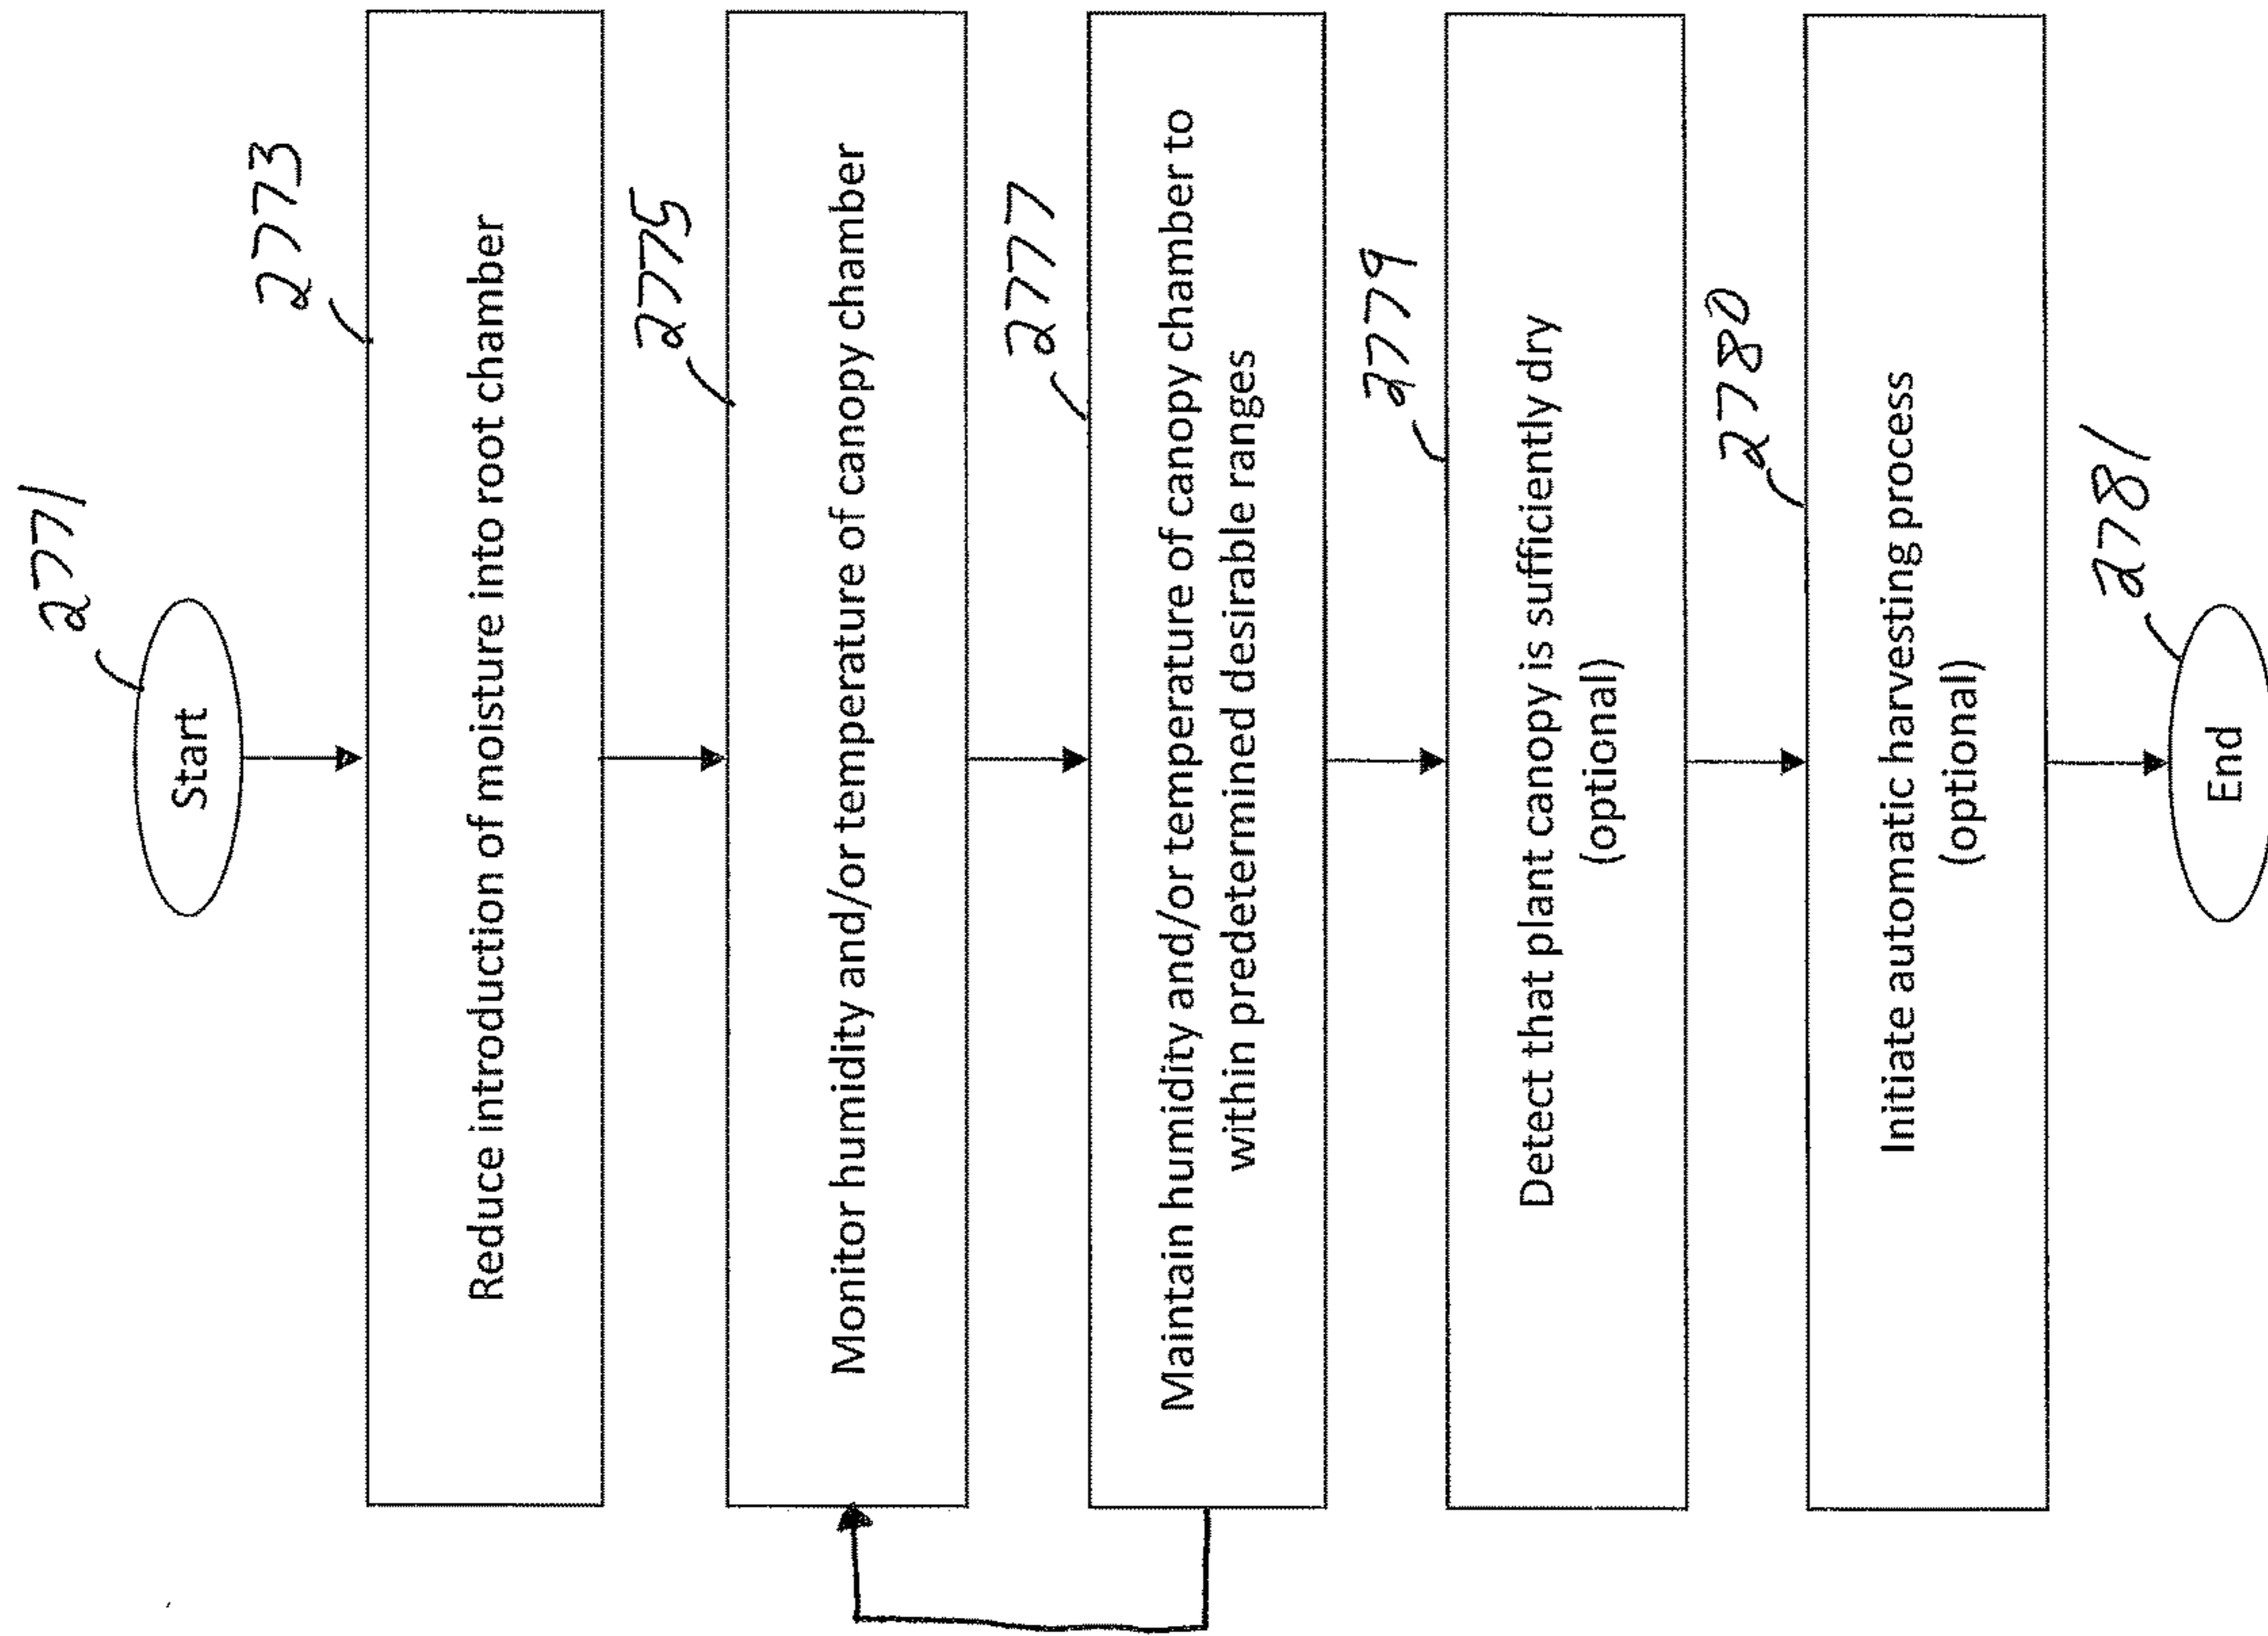 2771
Start
2773
Reduce introduction of moisture into root chamber
2775
Monitor humidity and/or temperature of canopy chamber
2777
Maintain humidity and/or temperature of canopy chamber to
within predetermined desirable ranges
2779
Detect that plant canopy is sufficiently dry
(optional)
2780
Initiate automatic harvesting process
(optional)
2781
End